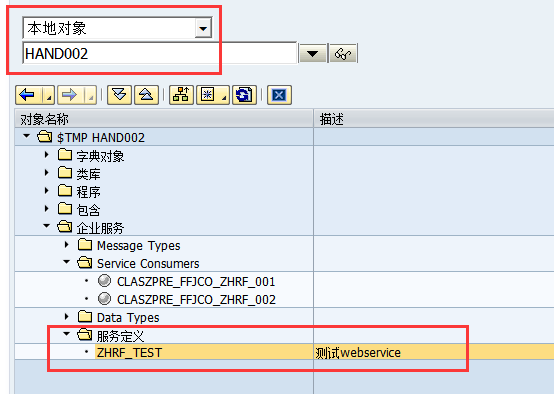 本地对象
HAND002
对象名称 描述
$TMP HAND002
字典对象
类库
程序
包含
企业服务
Message Types
Service Consumers
CLASZPRE_FFJCO_ZHRF_001
CLASZPRE_FFJCO_ZHRF_002
Data Types
服务定义
ZHRF_TEST 测试webservice